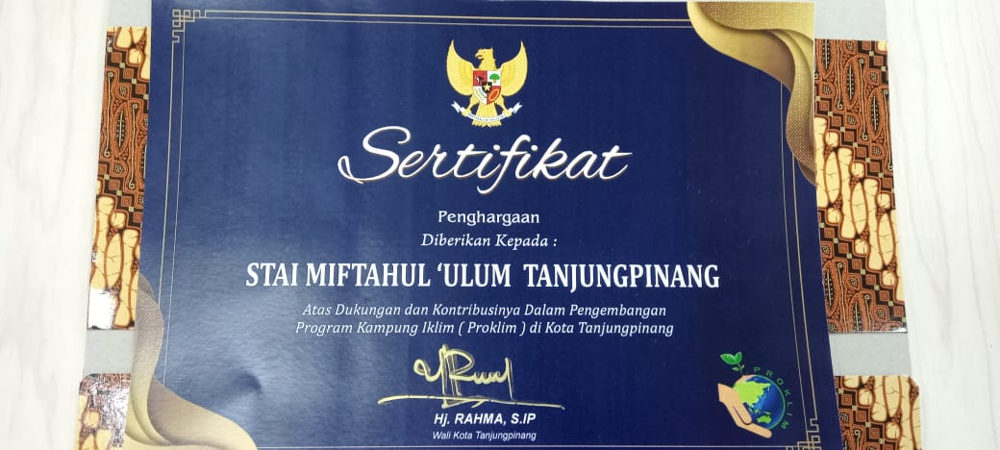 Sertifikat
Penghargaan
Diberikan Kepada :
STAI MIFTAHUL ‘ULUM TANJUNGPINANG
Atas Dukungan dan Kontribusinya Dalam Pengembangan
Program Kampung Iklim ( Proklim ) di Kota Tanjungpinang
Hj. RAHMA, S.IP
Wali Kota Tanjungpinang
PROKLIM